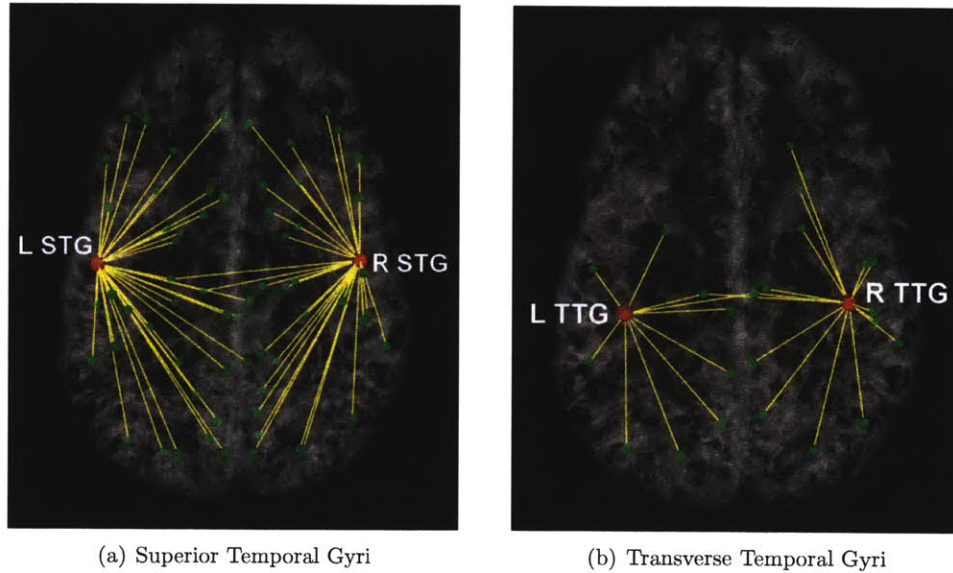 L STG
R STG
L TTG
R TTG
(a) Superior Temporal Gyri
(b) Transverse Temporal Gyri